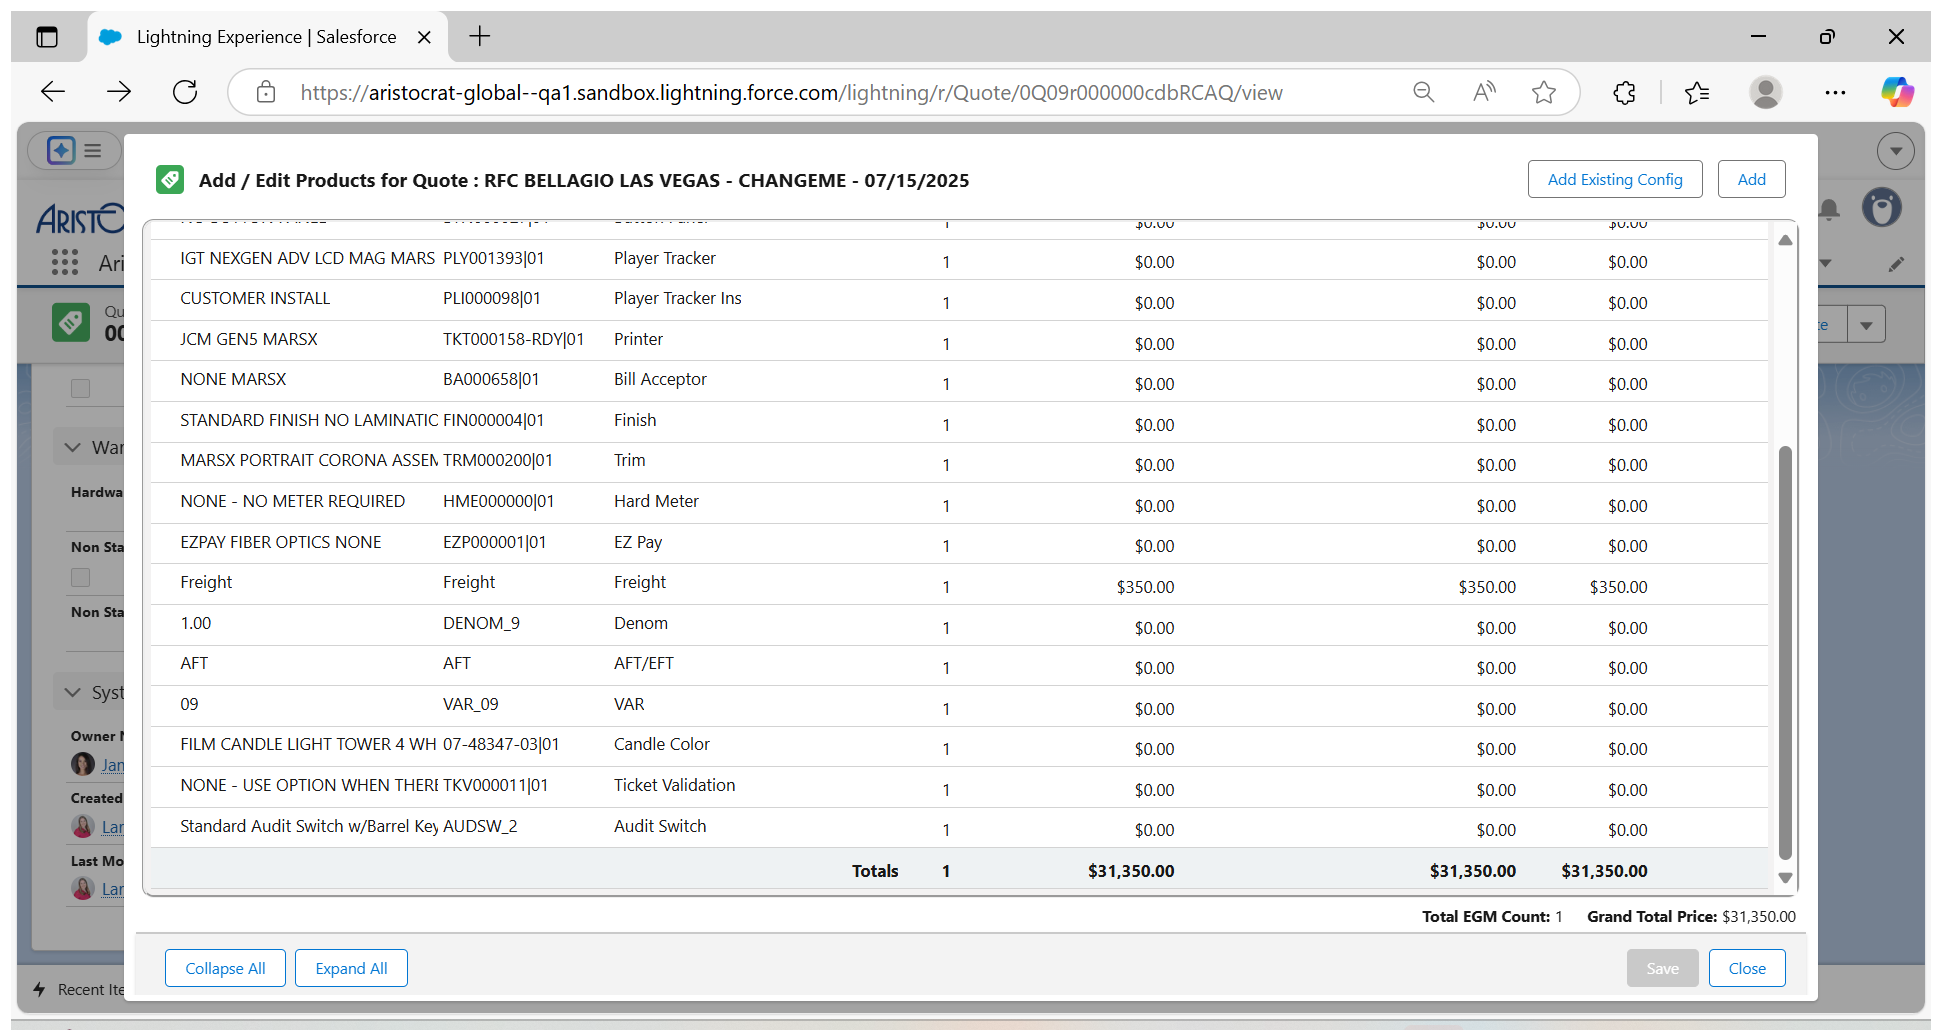 Lightning Experience | Salesforce
https://aristocrat-global--qa1.sandbox.lightning.force.com/lightning/r/Quote/0Q09r000000cdbRCAQ/view
Add / Edit Products for Quote : RFC BELLAGIO LAS VEGAS - CHANGEME - 07/15/2025
Add Existing Config
Add
1 $0.00 $0.00 $0.00
IGT NEXGEN ADV LCD MAG MARS PLY001393|01 Player Tracker 1 $0.00 $0.00 $0.00
CUSTOMER INSTALL PLI000098|01 Player Tracker Ins 1 $0.00 $0.00 $0.00
JCM GEN5 MARSX TKT000158-RDY|01 Printer 1 $0.00 $0.00 $0.00
NONE MARSX BA000658|01 Bill Acceptor 1 $0.00 $0.00 $0.00
STANDARD FINISH NO LAMINATIC FIN000004|01 Finish 1 $0.00 $0.00 $0.00
MARSX PORTRAIT CORONA ASSEM TRM000200|01 Trim 1 $0.00 $0.00 $0.00
NONE - NO METER REQUIRED HME000000|01 Hard Meter 1 $0.00 $0.00 $0.00
EZPAY FIBER OPTICS NONE EZP000001|01 EZ Pay 1 $0.00 $0.00 $0.00
Freight Freight Freight 1 $350.00 $350.00 $350.00
1.00 DENOM_9 Denom 1 $0.00 $0.00 $0.00
AFT AFT AFT/EFT 1 $0.00 $0.00 $0.00
09 VAR_09 VAR 1 $0.00 $0.00 $0.00
FILM CANDLE LIGHT TOWER 4 WH 07-48347-03|01 Candle Color 1 $0.00 $0.00 $0.00
NONE - USE OPTION WHEN THERE TKV000011|01 Ticket Validation 1 $0.00 $0.00 $0.00
Standard Audit Switch w/Barrel Key AUDSW_2 Audit Switch 1 $0.00 $0.00 $0.00
Totals 1 $31,350.00 $31,350.00 $31,350.00
Total EGM Count: 1 Grand Total Price: $31,350.00
Collapse All
Expand All
Save
Close
ARISTO
Ari
Qu
00
te
War
Hardwa
Non Sta
Non Sta
Syst
Owner N
Jan
Created
Lar
Last Mo
Lar
Recent Ite